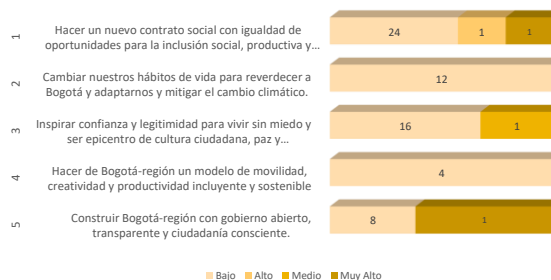 1
Hacer un nuevo contrato social con igualdad de
oportunidades para la inclusión social, productiva y…
24
1
1
2
Cambiar nuestros hábitos de vida para reverdecer a
Bogotá y adaptarnos y mitigar el cambio climático.
12
3
Inspirar confianza y legitimidad para vivir sin miedo y
ser epicentro de cultura ciudadana, paz y…
16
1
4
Hacer de Bogotá-región un modelo de movilidad,
creatividad y productividad incluyente y sostenible
4
5
Construir Bogotá-región con gobierno abierto,
transparente y ciudadanía consciente.
8
1
Bajo Alto Medio Muy Alto